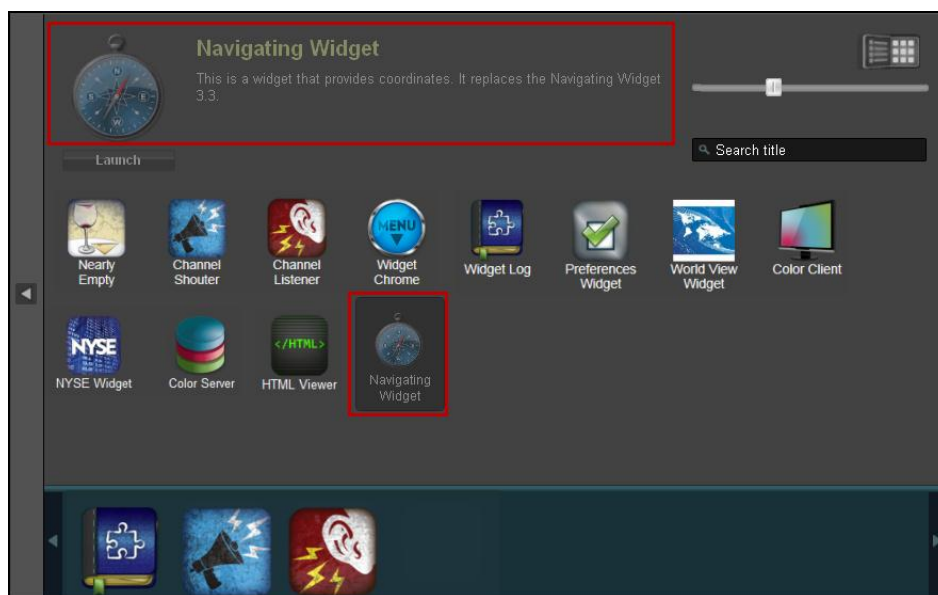 Navigating Widget
This is a widget that provides coordinates. It replaces the Navigating Widget
3.3.
Launch
Search title
MENU
Nearly
Empty
Channel
Shouter
Channel
Listener
Widget
Chrome
Widget Log
Preferences
Widget
World View
Widget
Color Client
NYSE
</HTML>
NYSE Widget
Color Server
HTML Viewer
Navigating
Widget